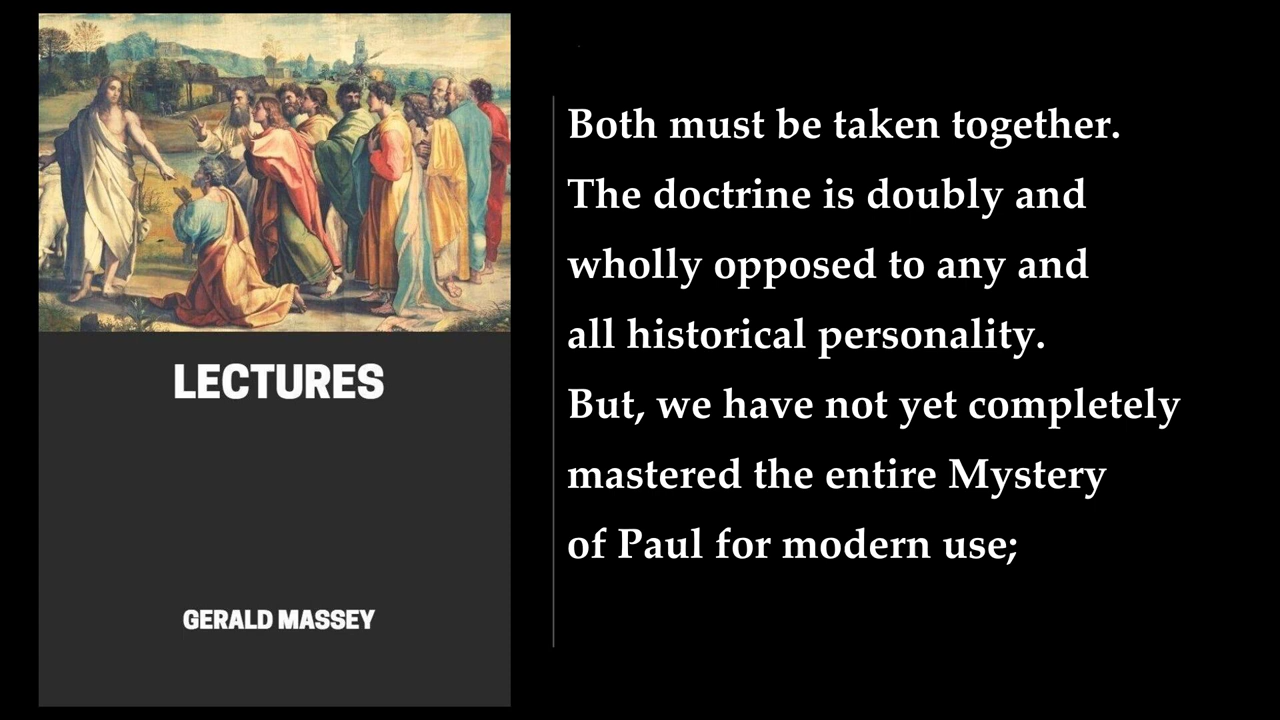 LECTURES
GERALD MASSEY
Both must be taken together.
The doctrine is doubly and
wholly opposed to any and
all historical personality.
But, we have not yet completely
mastered the entire Mystery
of Paul for modern use;